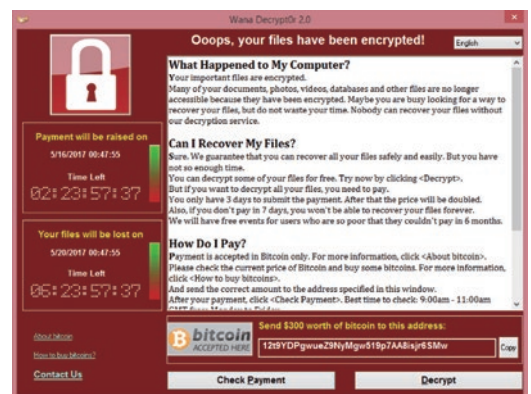 Wana Decrypt0r 2.0
Ooops, your files have been encrypted!
English
What Happened to My Computer?
Your important files are encrypted.
Many of your documents, photos, videos, databases and other files are no longer
accessible because they have been encrypted. Maybe you are busy looking for a way to
recover your files, but do not waste your time. Nobody can recover your files without
our decryption service.
Can I Recover My Files?
Sure. We guarantee that you can recover all your files safely and easily. But you have
not so enough time.
You can decrypt some of your files for free. Try now by clicking <Decrypt>.
But if you want to decrypt all your files, you need to pay.
You only have 3 days to submit the payment. After that the price will be doubled.
Also, if you don't pay in 7 days, you won't be able to recover your files forever.
We will have free events for users who are so poor that they couldn't pay in 6 months.
How Do I Pay?
Payment is accepted in Bitcoin only. For more information, click <About bitcoin>.
Please check the current price of Bitcoin and buy some bitcoins. For more information,
click <How to buy bitcoins>.
And send the correct amount to the address specified in this window.
After your payment, click <Check Payment>. Best time to check: 9:00am - 11:00am
GMT from Monday to Friday.
Payment will be raised on
5/16/2017 00:47:55
Time Left
02:23:57:37
Your files will be lost on
5/20/2017 00:47:55
Time Left
06:23:57:37
About bitcoin
How to buy bitcoins?
Contact Us
bitcoin
ACCEPTED HERE
Send $300 worth of bitcoin to this address:
12t9YDPgwueZ9NyMgw519p7AA8isjr6SMw
Copy
Check Payment
Decrypt